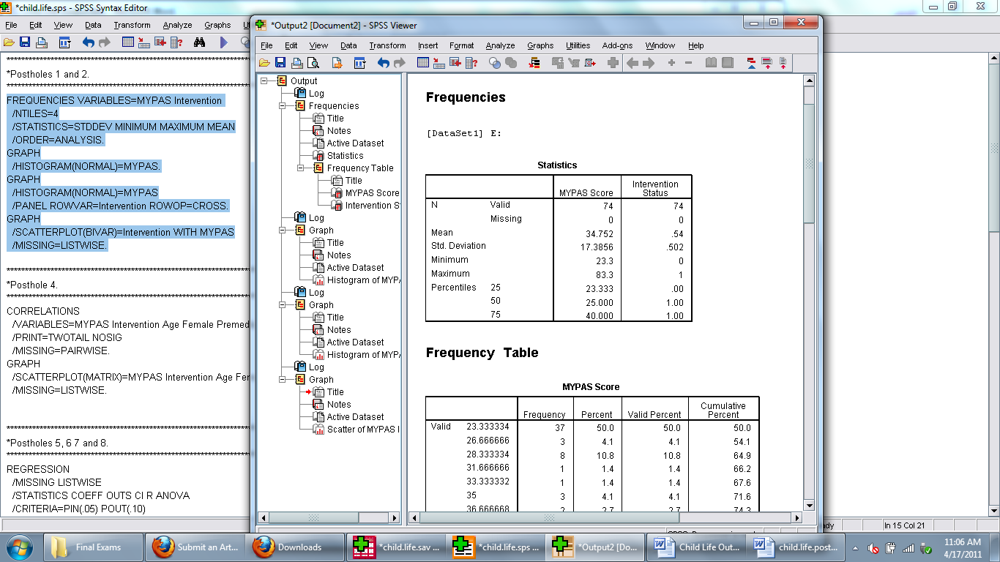 *child.life.sps - SPSS Syntax Editor
File Edit View Data Transform Analyze Graphs
*******************************************************************************
*Postholes 1 and 2.
*******************************************************************************
FREQUENCIES VARIABLES=MYPAS Intervention
/NTILES=4
/STATISTICS=STDDEV MINIMUM MAXIMUM MEAN
/ORDER=ANALYSIS.
GRAPH
/HISTOGRAM(NORMAL)=MYPAS.
GRAPH
/HISTOGRAM(NORMAL)=MYPAS
/PANEL ROWVAR=Intervention ROWOP=CROSS.
GRAPH
/SCATTERPLOT(BIVAR)=Intervention WITH MYPAS
/MISSING=LISTWISE.
*******************************************************************************
*Posthole 4.
*******************************************************************************
CORRELATIONS
/VARIABLES=MYPAS Intervention Age Female Premed
/PRINT=TWOTAIL NOSIG
/MISSING=PAIRWISE.
GRAPH
/SCATTERPLOT(MATRIX)=MYPAS Intervention Age Fer
/MISSING=LISTWISE.
*******************************************************************************
*Postholes 5, 6 7 and 8.
*******************************************************************************
REGRESSION
/MISSING LISTWISE
/STATISTICS COEFF OUTS CI R ANOVA
/CRITERIA=PIN(.05) POUT(.10)
In 15 Col 21
*Output2 [Document2] - SPSS Viewer
File Edit View Data Transform Insert Format Analyze Graphs Utilities Add-ons Window Help
Output
Log
Frequencies
Title
Notes
Active Dataset
Statistics
Frequency Table
Title
MYPAS Score
Intervention S
Log
Graph
Title
Notes
Active Dataset
Histogram of MYPA
Log
Graph
Title
Notes
Active Dataset
Histogram of MYPA
Log
Graph
Title
Notes
Active Dataset
Scatter of MYPAS I
Frequencies
[DataSet1] E:
Statistics
MYPAS Score Intervention Status
N Valid 74 74
Missing 0 0
Mean 34.752 .54
Std. Deviation 17.3856 .502
Minimum 23.3 0
Maximum 83.3 1
Percentiles 25 23.333 .00
50 25.000 1.00
75 40.000 1.00
Frequency Table
MYPAS Score
Frequency Percent Valid Percent Cumulative Percent
Valid 23.333334 37 50.0 50.0 50.0
26.666666 3 4.1 4.1 54.1
28.333334 8 10.8 10.8 64.9
31.666666 1 1.4 1.4 66.2
33.333332 1 1.4 1.4 67.6
35 3 4.1 4.1 71.6
36.666668 2 2.7 2.7 74.3
Final Exams
Submit an Art...
Downloads
*child.life.sav ...
*child.life.sps ...
*Output2 [Do...
Child Life Out...
child.life.post...
11:06 AM
4/17/2011